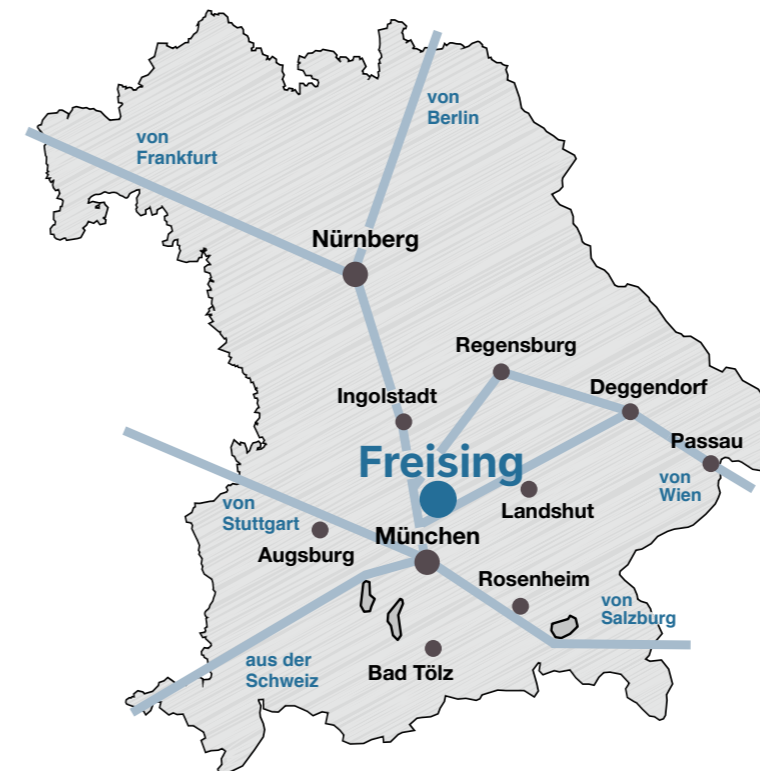 von
Berlin
von
Frankfurt
Nürnberg
Regensburg
Deggendorf
Ingolstadt
Passau
Freising
von
Wien
von
Stuttgart
Landshut
München
Augsburg
Rosenheim
von
Salzburg
aus der
Schweiz
Bad Tölz